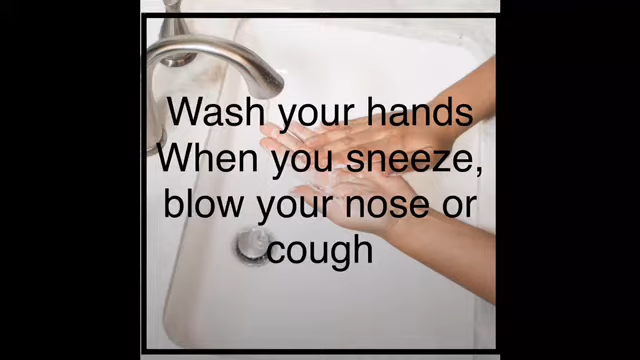 Wash your hands
When you sneeze,
blow your nose or
cough